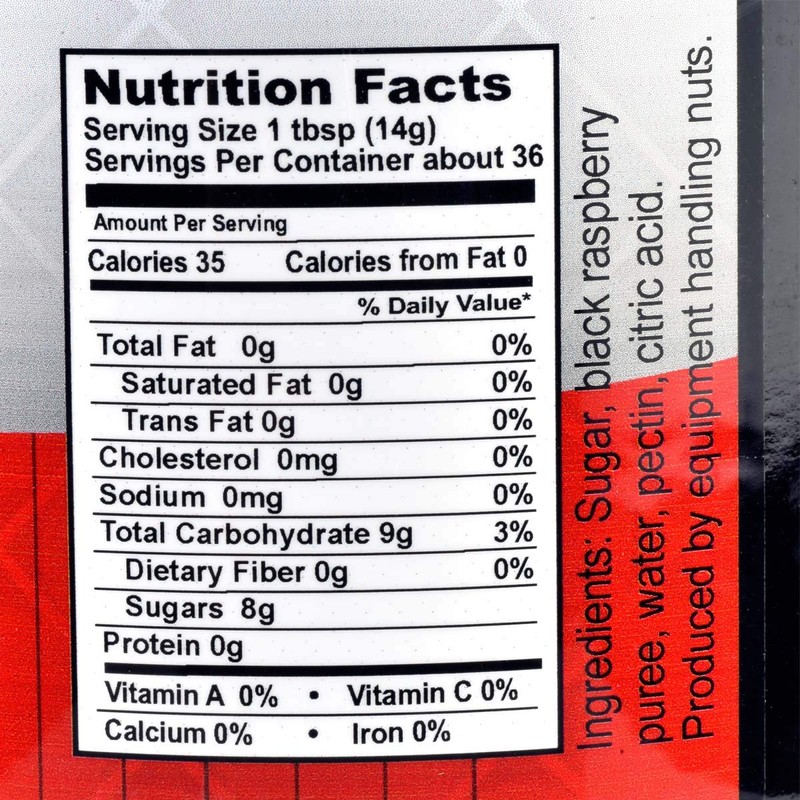 Nutrition Facts
Serving Size 1 tbsp (14g)
Servings Per Container about 36
Amount Per Serving
Calories 35 Calories from Fat 0
% Daily Value*
Total Fat 0g 0%
Saturated Fat 0g 0%
Trans Fat 0g 0%
Cholesterol 0mg 0%
Sodium 0mg 0%
Total Carbohydrate 9g 3%
Dietary Fiber 0g 0%
Sugars 8g
Protein 0g
Vitamin A 0% • Vitamin C 0%
Calcium 0% • Iron 0%
Ingredients: Sugar, black raspberry
puree, water, pectin, citric acid.
Produced by equipment handling nuts.